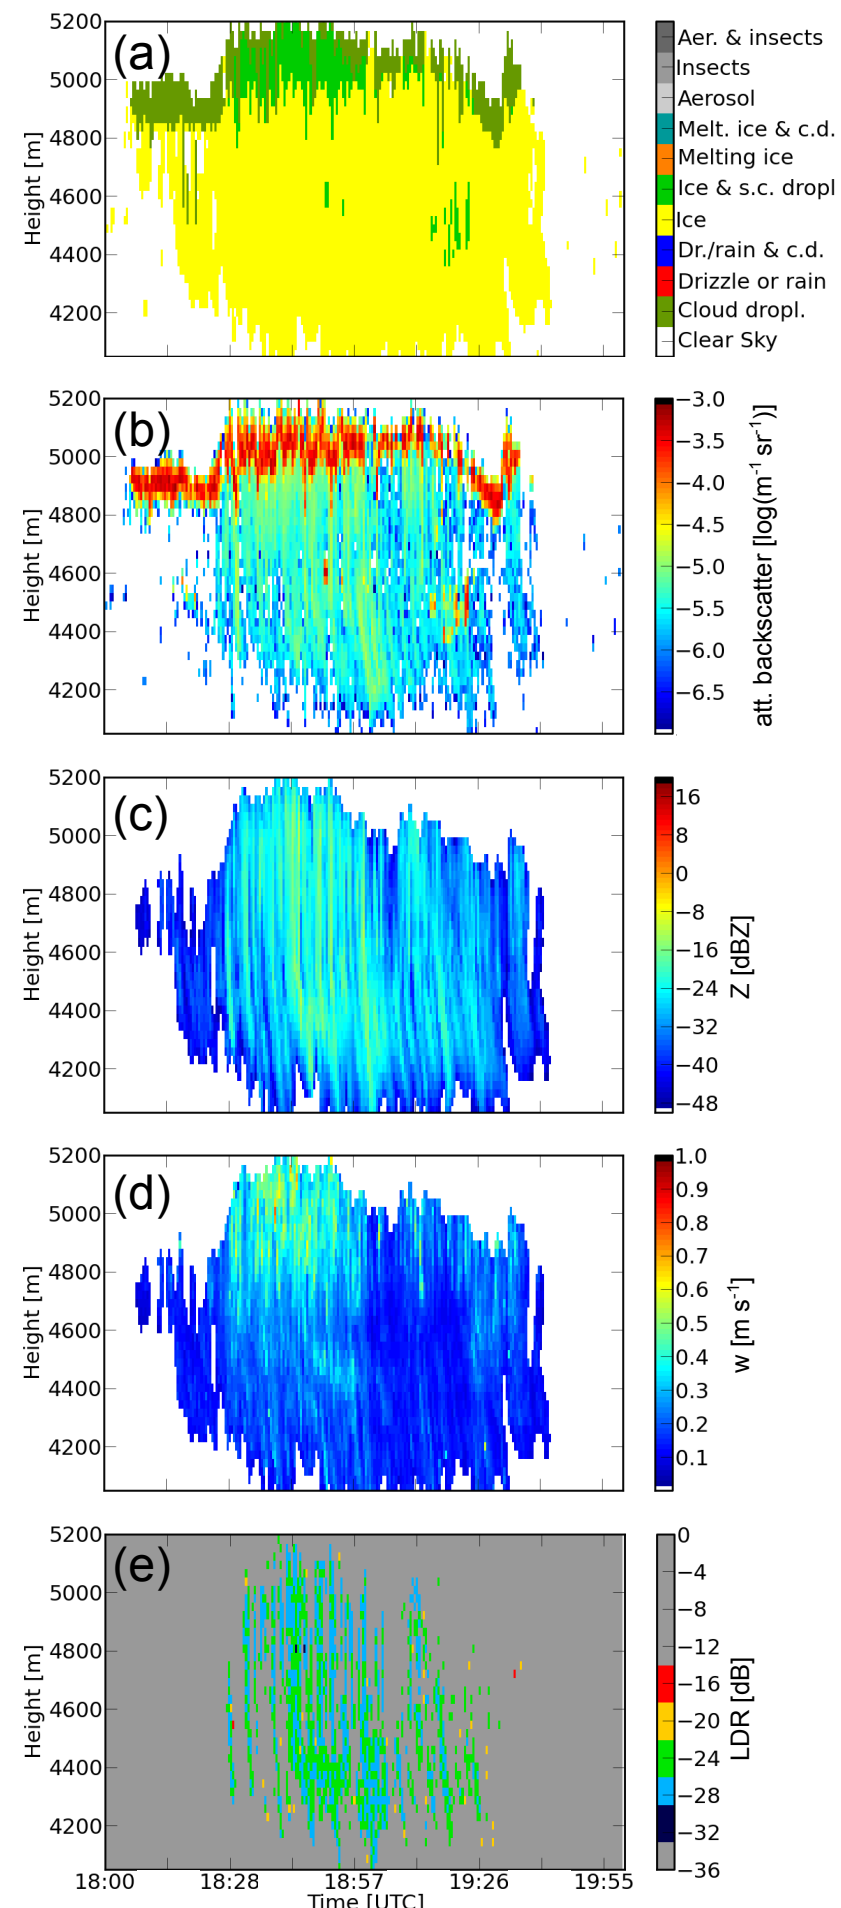 (a)
5200
5000
4800
4600
4400
4200
Height [m]
Aer. & insects
Insects
Aerosol
Melt. ice & c.d.
Melting ice
Ice & s.c. dropl
Ice
Dr./rain & c.d.
Drizzle or rain
Cloud dropl.
Clear Sky
(b)
5200
5000
4800
4600
4400
4200
Height [m]
−3.0
−3.5
−4.0
−4.5
−5.0
−5.5
−6.0
−6.5
att. backscatter [log(m⁻¹ sr⁻¹)]
(c)
5200
5000
4800
4600
4400
4200
Height [m]
16
8
0
−8
−16
−24
−32
−40
−48
Z [dBZ]
(d)
5200
5000
4800
4600
4400
4200
Height [m]
1.0
0.9
0.8
0.7
0.6
0.5
0.4
0.3
0.2
0.1
w [m s⁻¹]
(e)
5200
5000
4800
4600
4400
4200
Height [m]
0
−4
−8
−12
−16
−20
−24
−28
−32
−36
LDR [dB]
18:00 18:28 18:57 19:26 19:55
Time [UTC]